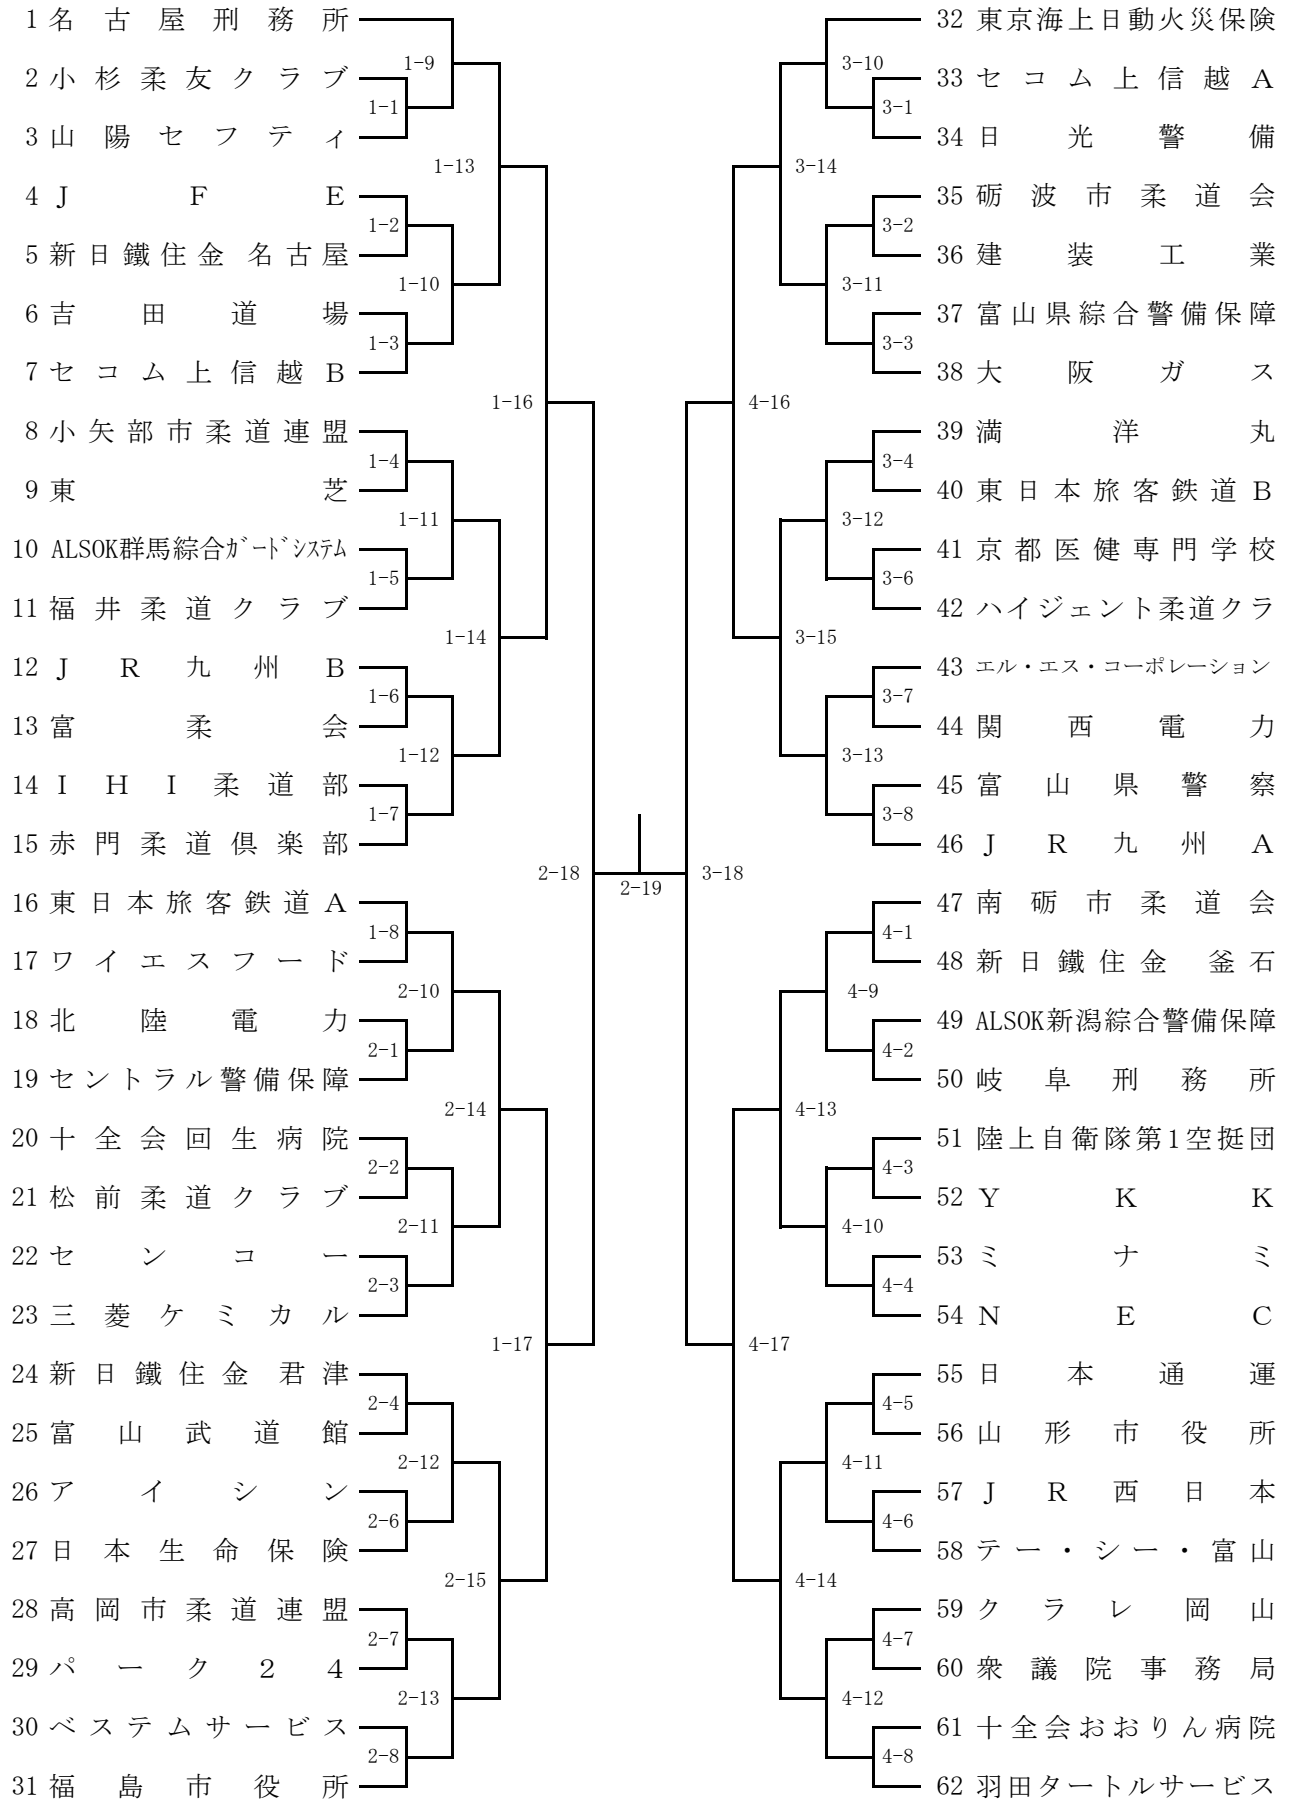 1 名古屋刑務所
2 小杉柔友クラブ
3 山陽セフティ
4 JFE
5 新日鐵住金 名古屋
6 吉田道場
7 セコム上信越B
8 小矢部市柔道連盟
9 東芝
10 ALSOK群馬綜合ｶﾞｰﾄﾞｼｽﾃﾑ
11 福井柔道クラブ
12 JR九州B
13 富柔会
14 IHI柔道部
15 赤門柔道倶楽部
16 東日本旅客鉄道A
17 ワイエスフード
18 北陸電力
19 セントラル警備保障
20 十全会回生病院
21 松前柔道クラブ
22 センコー
23 三菱ケミカル
24 新日鐵住金 君津
25 富山武道館
26 アイシン
27 日本生命保険
28 高岡市柔道連盟
29 パーク24
30 ベステムサービス
31 福島市役所
1-9
1-1
1-13
1-2
1-10
1-3
1-16
1-4
1-11
1-5
1-14
1-6
1-12
1-7
2-18
1-8
2-10
2-1
2-14
2-2
2-11
2-3
1-17
2-4
2-12
2-6
2-15
2-7
2-13
2-8
2-19
3-10
3-1
3-14
3-2
3-11
3-3
4-16
3-4
3-12
3-6
3-15
3-7
3-13
3-8
3-18
4-1
4-9
4-2
4-13
4-3
4-10
4-4
4-17
4-5
4-11
4-6
4-14
4-7
4-12
4-8
32 東京海上日動火災保険
33 セコム上信越A
34 日光警備
35 砺波市柔道会
36 建装工業
37 富山県綜合警備保障
38 大阪ガス
39 満洋丸
40 東日本旅客鉄道B
41 京都医健専門学校
42 ハイジェント柔道クラ
43 エル・エス・コーポレーション
44 関西電力
45 富山県警察
46 JR九州A
47 南砺市柔道会
48 新日鐵住金 釜石
49 ALSOK新潟綜合警備保障
50 岐阜刑務所
51 陸上自衛隊第1空挺団
52 YKK
53 ミナミ
54 NEC
55 日本通運
56 山形市役所
57 JR西日本
58 テー・シー・富山
59 クラレ岡山
60 衆議院事務局
61 十全会おおりん病院
62 羽田タートルサービス